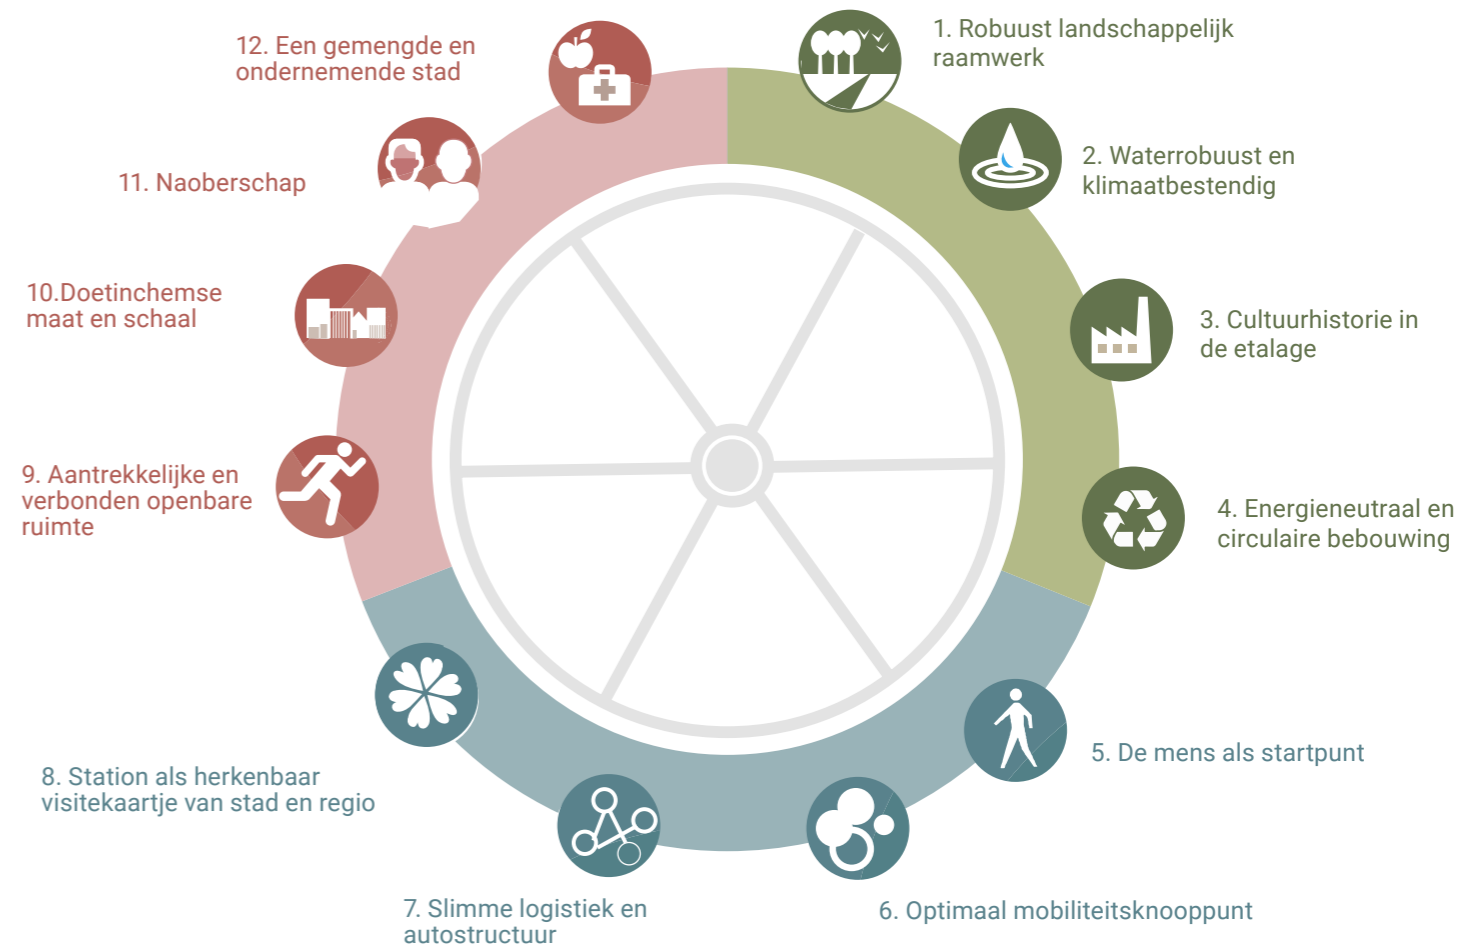 1. Robuust landschappelijk
raamwerk
2. Waterrobuust en
klimaatbestendig
3. Cultuurhistorie in
de etalage
4. Energieneutraal en
circulaire bebouwing
5. De mens als startpunt
6. Optimaal mobiliteitsknooppunt
7. Slimme logistiek en
autostructuur
8. Station als herkenbaar
visitekaartje van stad en regio
9. Aantrekkelijke en
verbonden openbare
ruimte
10.Doetinchemse
maat en schaal
11. Naoberschap
12. Een gemengde en
ondernemende stad